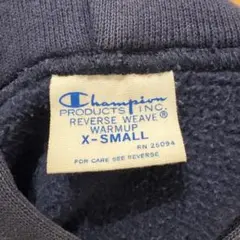 Champion
PRODUCTS INC.
REVERSE WEAVE®
WARMUP
X-SMALL
RN 26094
FOR CARE SEE REVERSE